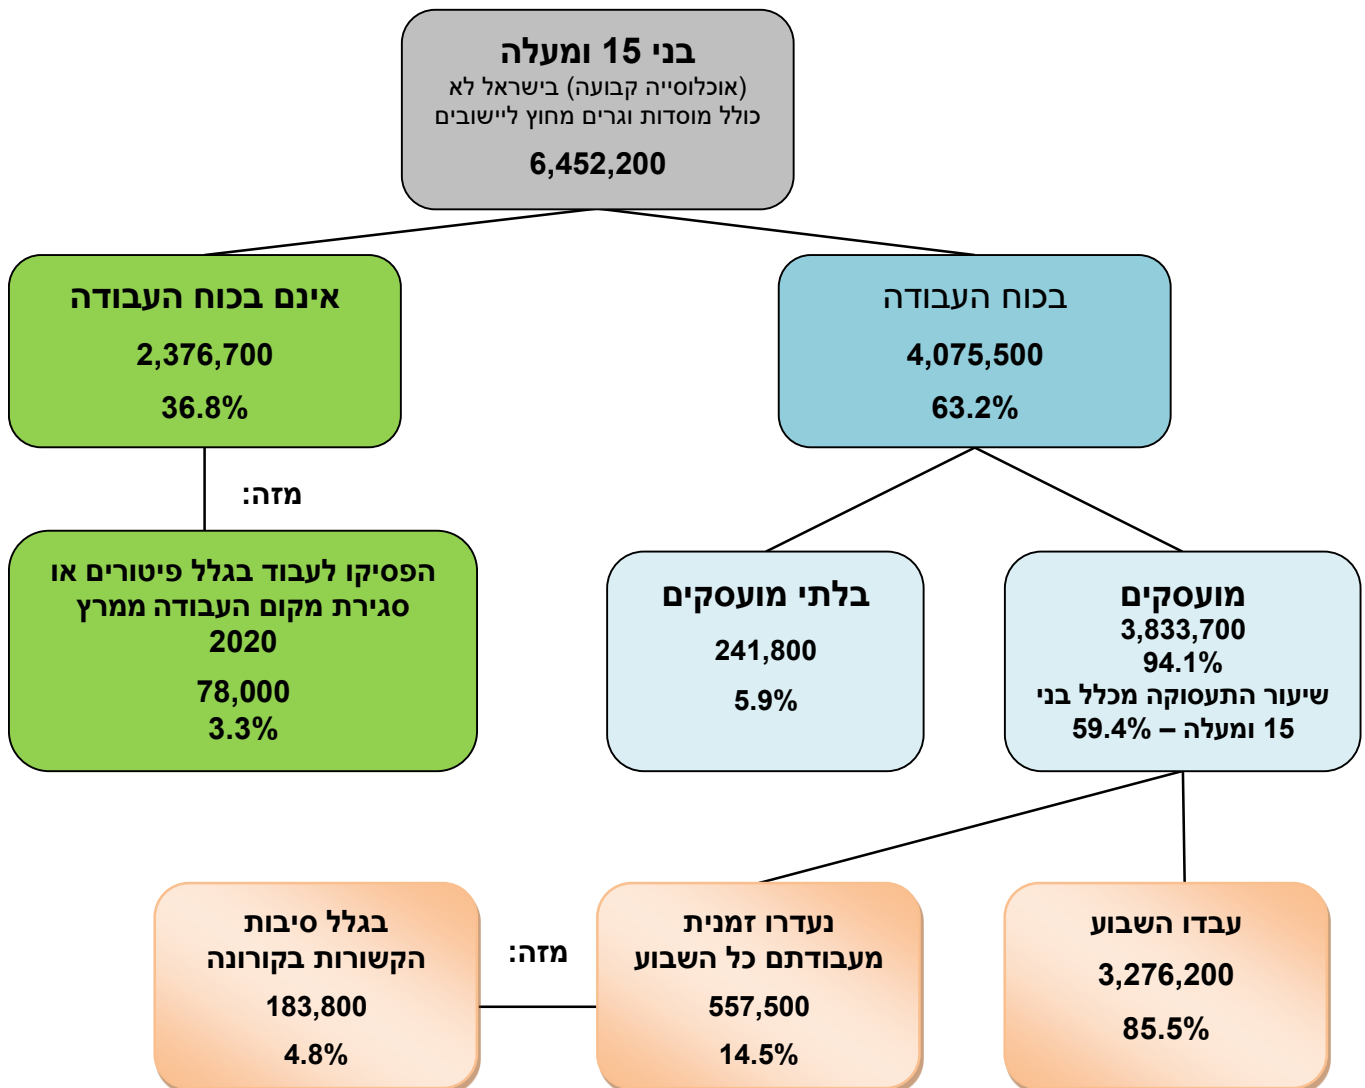 בני 15 ומעלה
(אוכלוסייה קבועה) בישראל לא
כולל מוסדות וגרים מחוץ ליישובים
6,452,200
בכוח העבודה
4,075,500
63.2%
אינם בכוח העבודה
2,376,700
36.8%
מזה:
מועסקים
3,833,700
94.1%
שיעור התעסוקה מכלל בני
15 ומעלה – 59.4%
בלתי מועסקים
241,800
5.9%
הפסיקו לעבוד בגלל פיטורים או
סגירת מקום העבודה ממרץ
2020
78,000
3.3%
עבדו השבוע
3,276,200
85.5%
נעדרו זמנית
מעבודתם כל השבוע
557,500
14.5%
מזה:
בגלל סיבות
הקשורות בקורונה
183,800
4.8%